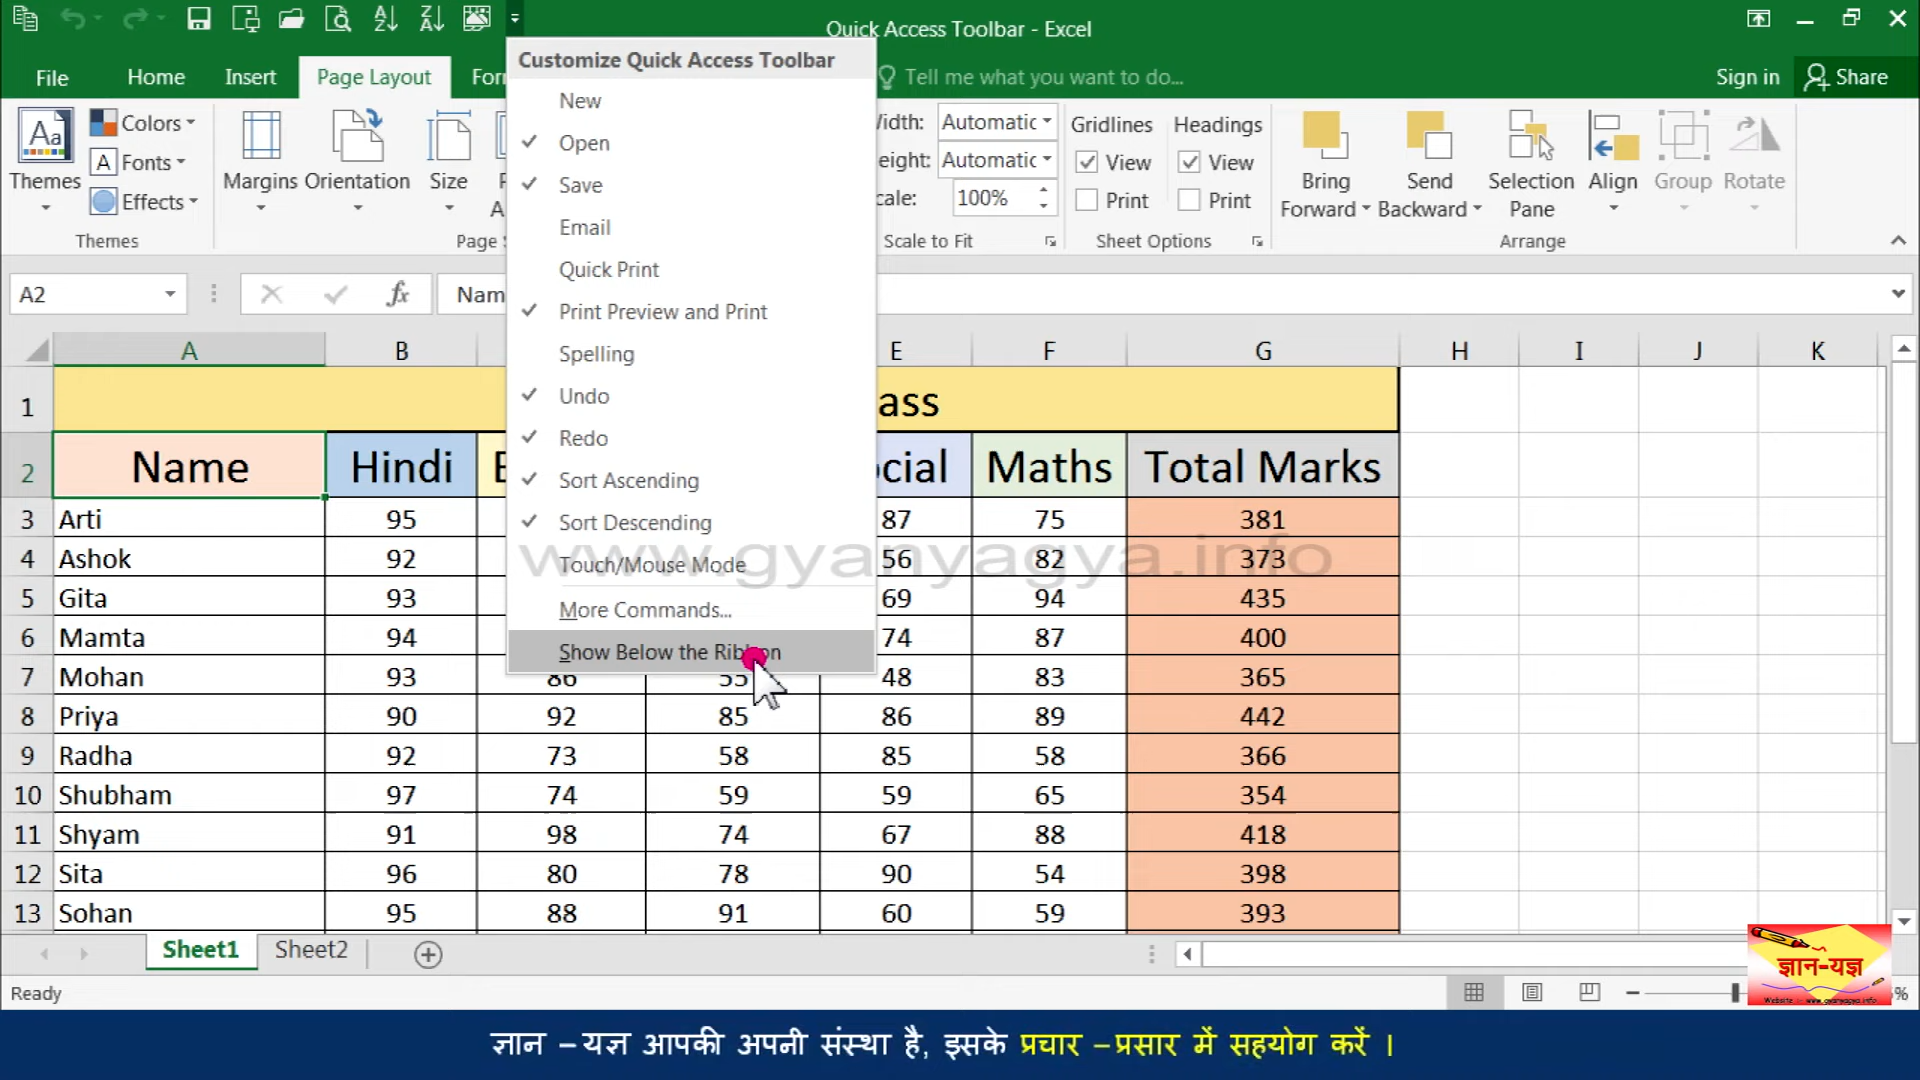 Quick Access Toolbar - Excel
File Home Insert Page Layout For Tell me what you want to do... Sign in Share
Customize Quick Access Toolbar
New
Open
Save
Email
Quick Print
Print Preview and Print
Spelling
Undo
Redo
Sort Ascending
Sort Descending
Touch/Mouse Mode
More Commands...
Show Below the Ribbon
Themes Colors Fonts Effects
Themes
Margins Orientation Size
Page S
Width: Automatic
Height: Automatic
Scale: 100%
Scale to Fit
Gridlines Headings
View View
Print Print
Sheet Options
Bring Forward Send Backward Selection Pane Align Group Rotate
Arrange
A2 fx Nam
A B E F G H I J K
1 ass
2 Name Hindi E cial Maths Total Marks
3 Arti 95 87 75 381
4 Ashok 92 56 82 373
5 Gita 93 69 94 435
6 Mamta 94 74 87 400
7 Mohan 93 86 55 48 83 365
8 Priya 90 92 85 86 89 442
9 Radha 92 73 58 85 58 366
10 Shubham 97 74 59 59 65 354
11 Shyam 91 98 74 67 88 418
12 Sita 96 80 78 90 54 398
13 Sohan 95 88 91 60 59 393
www.gyanyagya.info
Sheet1 Sheet2
Ready
ज्ञान-यज्ञ
Website :- www.gyanyagya.info
ज्ञान – यज्ञ आपकी अपनी संस्था है, इसके प्रचार – प्रसार में सहयोग करें ।